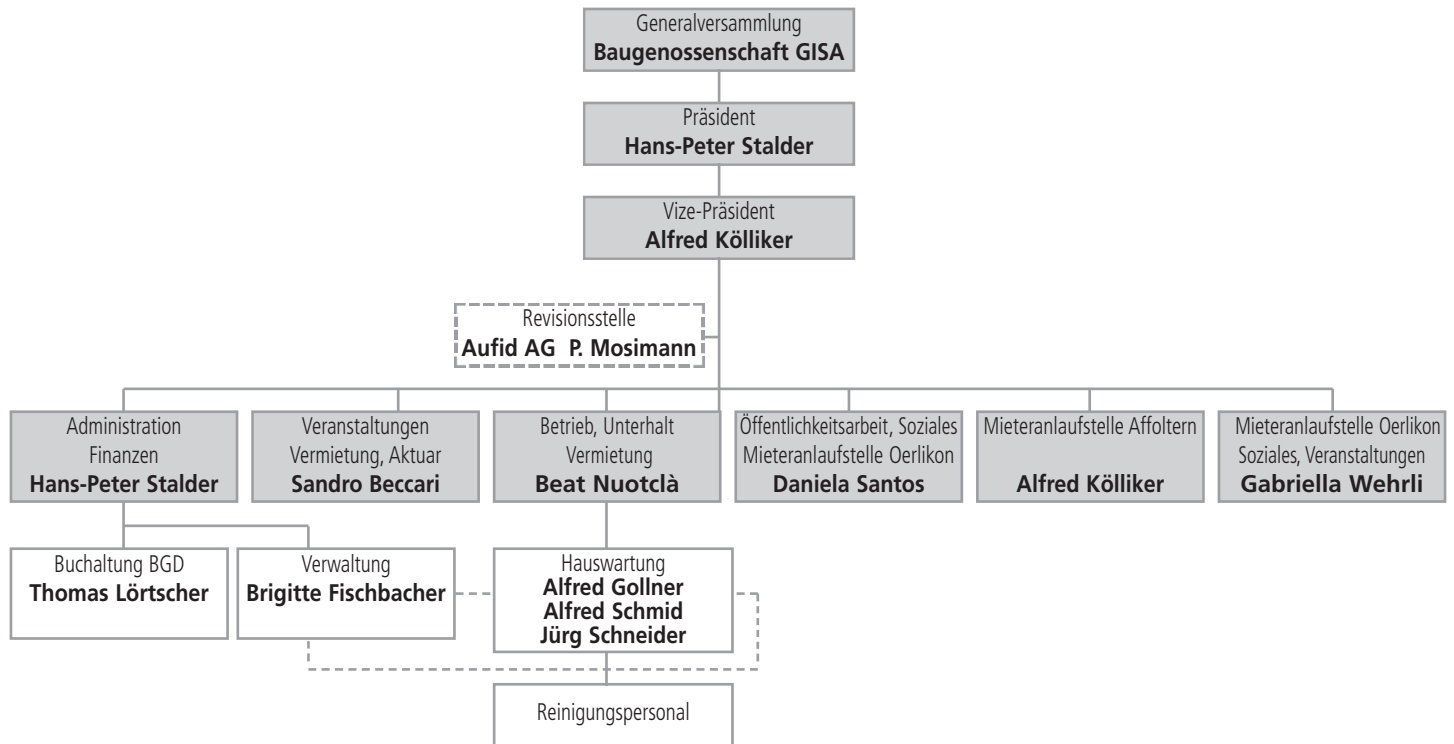 Generalversammlung
Baugenossenschaft GISA
Präsident
Hans-Peter Stalder
Vize-Präsident
Alfred Kölliker
Revisionsstelle
Aufid AG P. Mosimann
Administration
Finanzen
Hans-Peter Stalder
Veranstaltungen
Vermietung, Aktuar
Sandro Beccari
Betrieb, Unterhalt
Vermietung
Beat Nuotclà
Öffentlichkeitsarbeit, Soziales
Mieteranlaufstelle Oerlikon
Daniela Santos
Mieteranlaufstelle Affoltern
Alfred Kölliker
Mieteranlaufstelle Oerlikon
Soziales, Veranstaltungen
Gabriella Wehrli
Buchaltung BGD
Thomas Lörtscher
Verwaltung
Brigitte Fischbacher
Hauswartung
Alfred Gollner
Alfred Schmid
Jürg Schneider
Reinigungspersonal